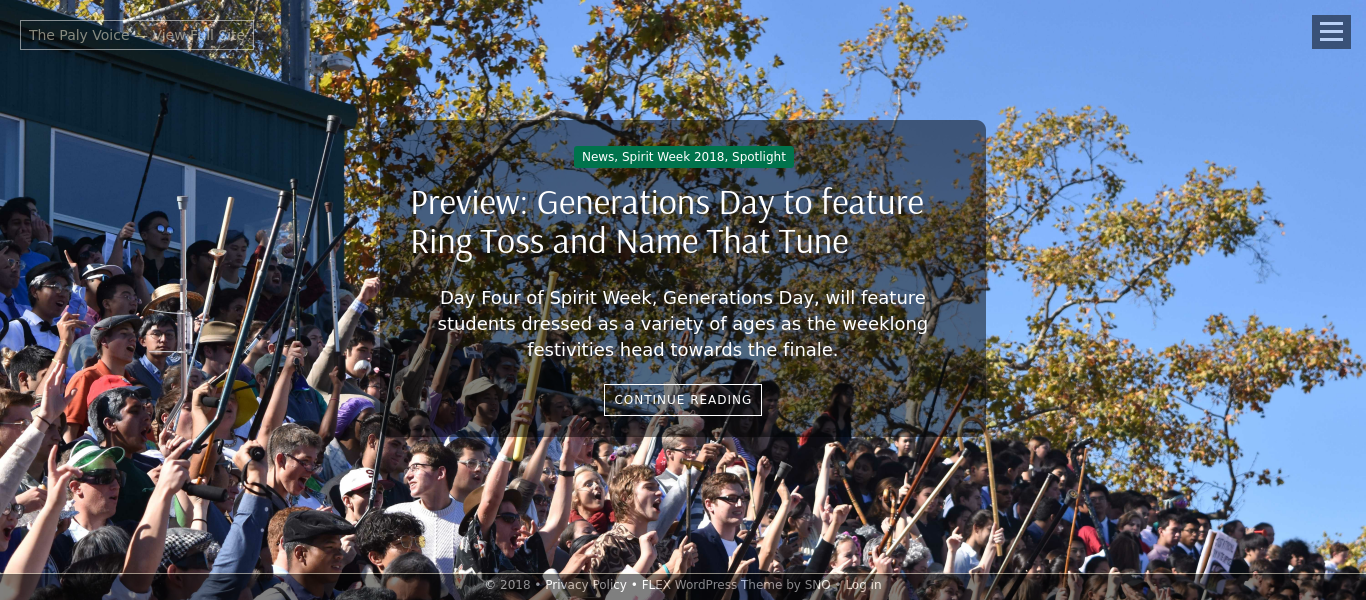 The Paly Voice — View Full Site
News, Spirit Week 2018, Spotlight
Preview: Generations Day to feature
Ring Toss and Name That Tune
Day Four of Spirit Week, Generations Day, will feature
students dressed as a variety of ages as the weeklong
festivities head towards the finale.
CONTINUE READING
© 2018 • Privacy Policy • FLEX WordPress Theme by SNO • Log in